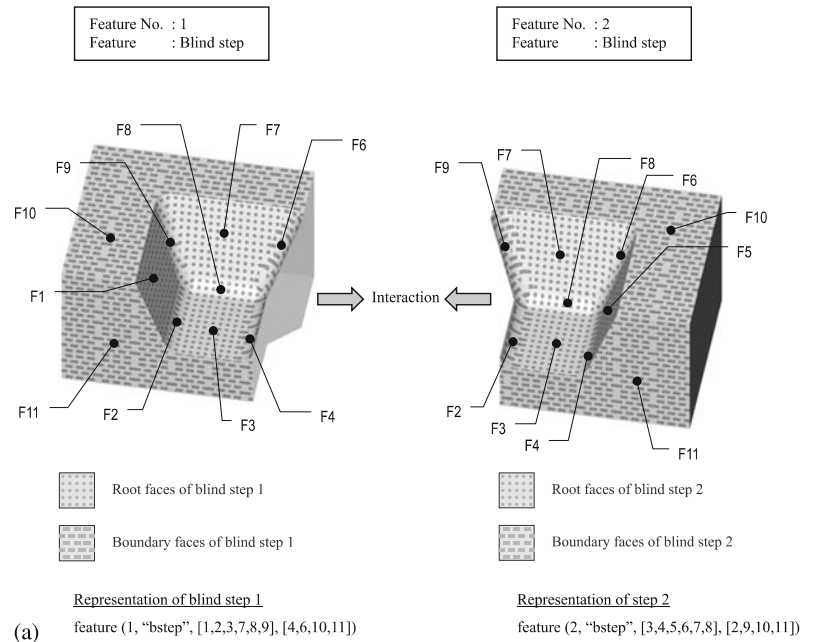 Feature No. : 1
Feature : Blind step
Feature No. : 2
Feature : Blind step
F8
F7
F6
F9
F10
F1
F11
F2
F3
F4
Interaction
F9
F7
F8
F6
F10
F5
F2
F3
F4
F11
Root faces of blind step 1
Boundary faces of blind step 1
Root faces of blind step 2
Boundary faces of blind step 2
Representation of blind step 1
feature (1, “bstep”, [1,2,3,7,8,9], [4,6,10,11])
Representation of step 2
feature (2, “bstep”, [3,4,5,6,7,8], [2,9,10,11])
(a)